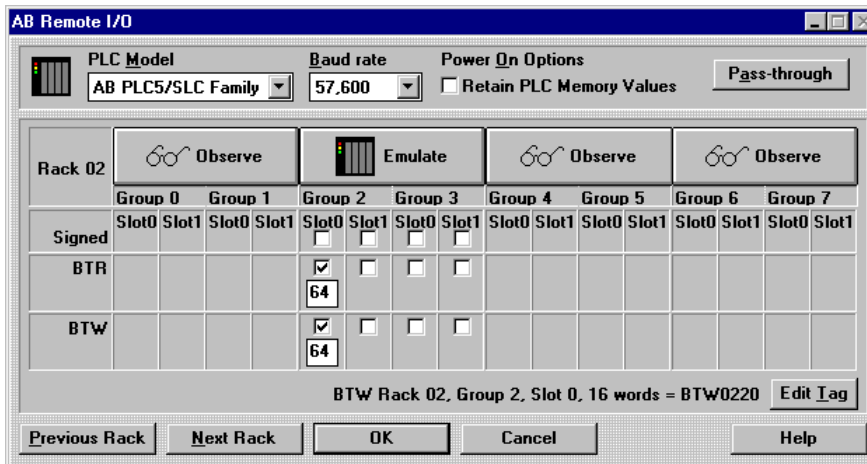 AB Remote I/O
PLC Model Baud rate Power On Options
AB PLC5/SLC Family 57,600 Retain PLC Memory Values Pass-through
Rack 02 Observe Emulate Observe Observe
Group 0 Group 1 Group 2 Group 3 Group 4 Group 5 Group 6 Group 7
Signed Slot0 Slot1 Slot0 Slot1 Slot0 Slot1 Slot0 Slot1 Slot0 Slot1 Slot0 Slot1 Slot0 Slot1 Slot0 Slot1
BTR
64
BTW
64
BTW Rack 02, Group 2, Slot 0, 16 words = BTW0220 Edit Tag
Previous Rack Next Rack OK Cancel Help